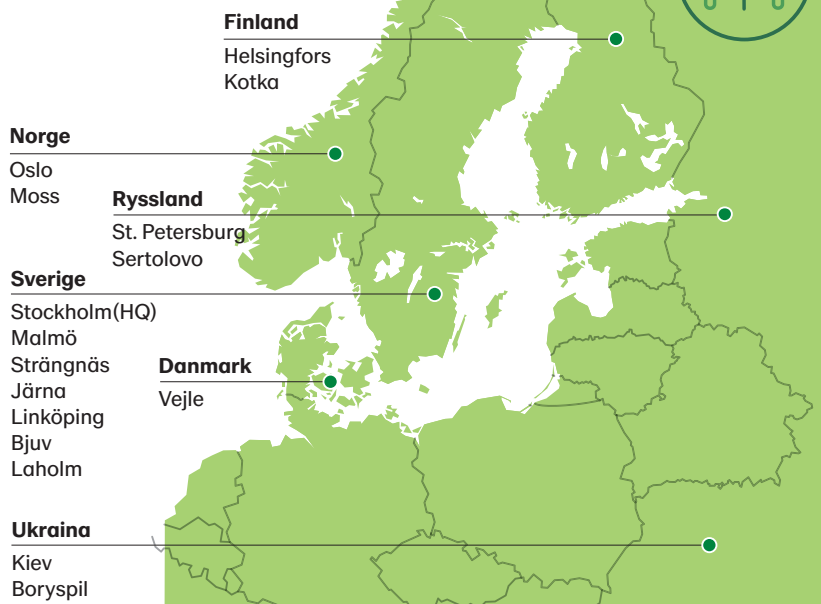 Finland
Helsingfors
Kotka
Norge
Oslo
Moss
Ryssland
St. Petersburg
Sertolovo
Sverige
Stockholm(HQ)
Malmö
Strängnäs
Järna
Linköping
Bjuv
Laholm
Danmark
Vejle
Ukraina
Kiev
Boryspil